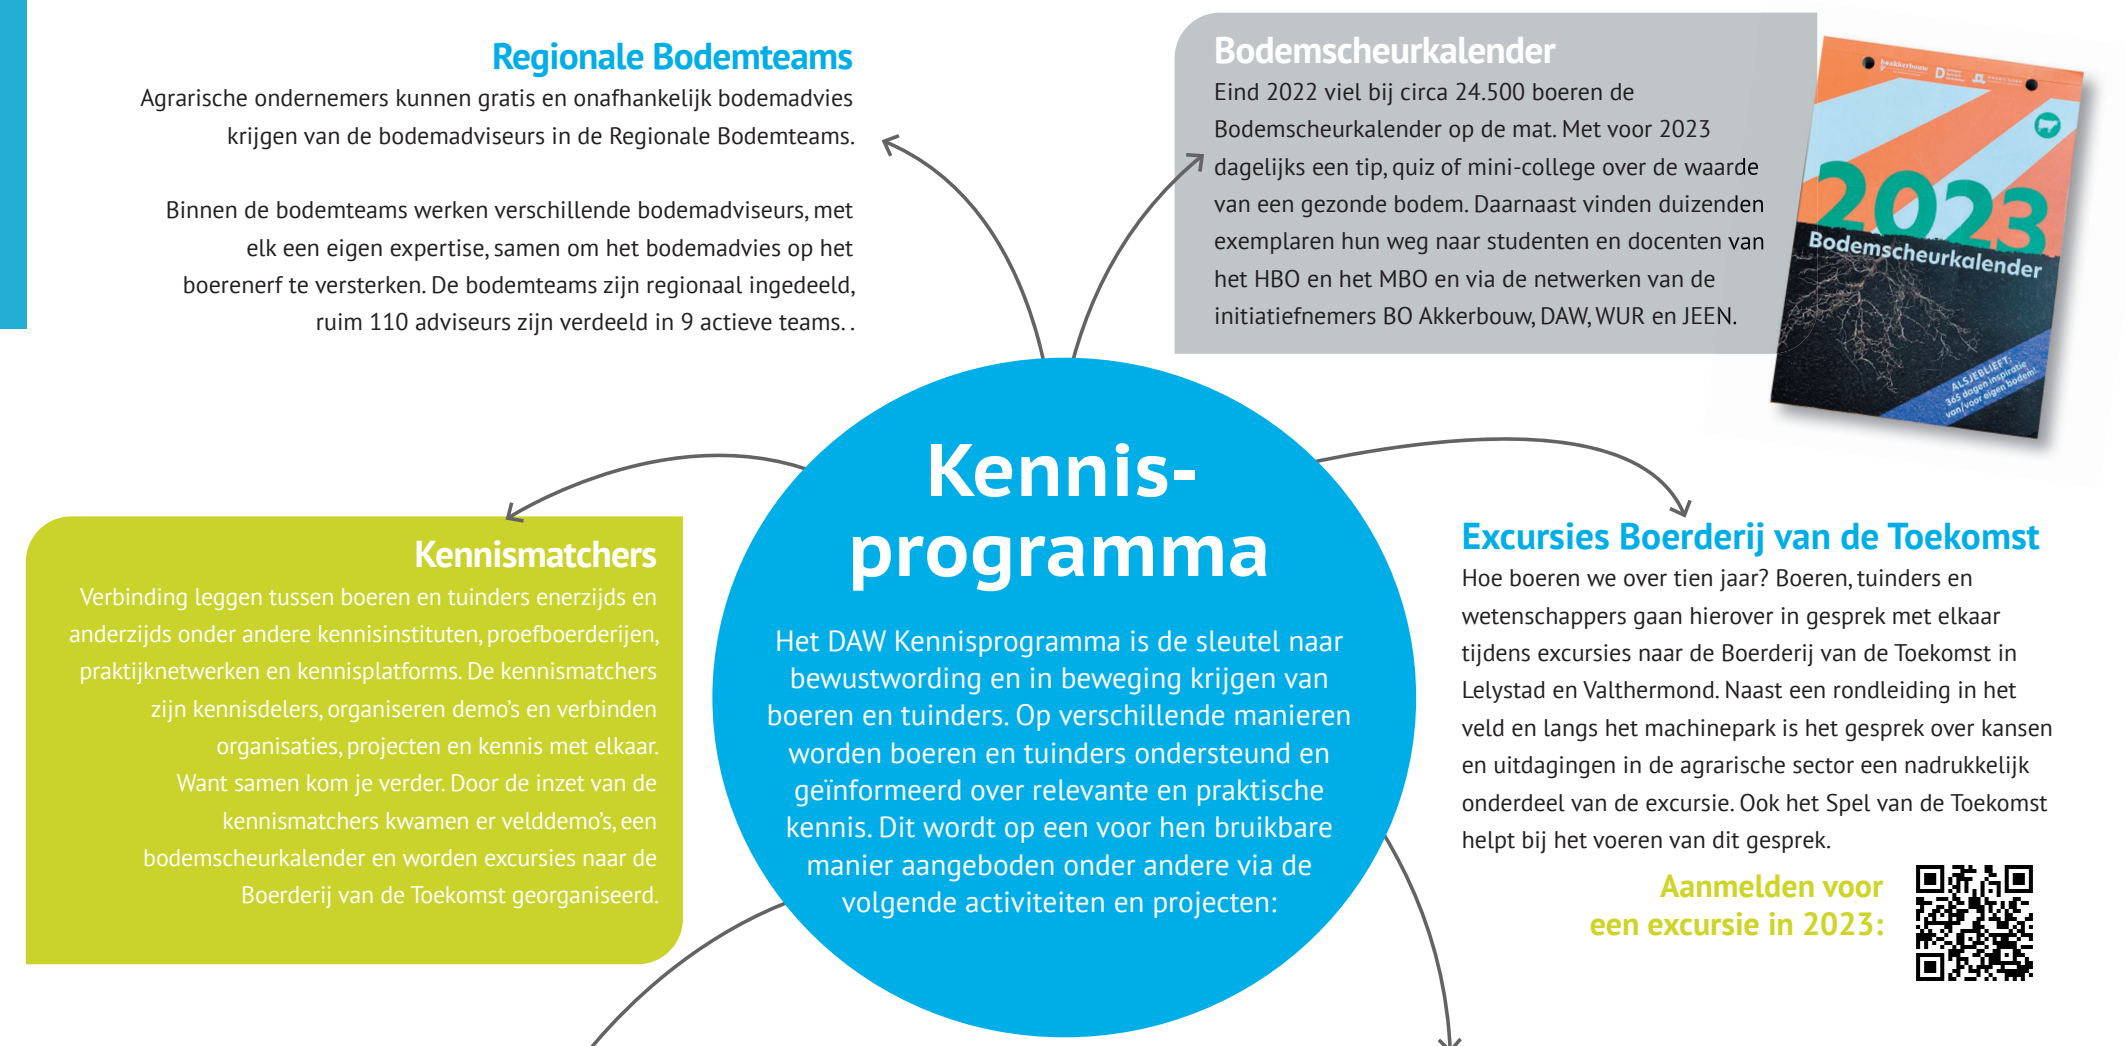 Regionale Bodemteams
Agrarische ondernemers kunnen gratis en onafhankelijk bodemadvies
krijgen van de bodemadviseurs in de Regionale Bodemteams.
Binnen de bodemteams werken verschillende bodemadviseurs, met
elk een eigen expertise, samen om het bodemadvies op het
boerenerf te versterken. De bodemteams zijn regionaal ingedeeld,
ruim 110 adviseurs zijn verdeeld in 9 actieve teams. .
Bodemscheurkalender
Eind 2022 viel bij circa 24.500 boeren de
Bodemscheurkalender op de mat. Met voor 2023
dagelijks een tip, quiz of mini-college over de waarde
van een gezonde bodem. Daarnaast vinden duizenden
exemplaren hun weg naar studenten en docenten van
het HBO en het MBO en via de netwerken van de
initiatiefnemers BO Akkerbouw, DAW, WUR en JEEN.
2023
Bodemscheurkalender
ALSJEBLIEFT:
365 dagen inspiratie
van/voor eigen bodem!
Kennismatchers
Verbinding leggen tussen boeren en tuinders enerzijds en
anderzijds onder andere kennisinstituten, proefboerderijen,
praktijknetwerken en kennisplatforms. De kennismatchers
zijn kennisdelers, organiseren demo's en verbinden
organisaties, projecten en kennis met elkaar.
Want samen kom je verder. Door de inzet van de
kennismatchers kwamen er velddemo's, een
bodemscheurkalender en worden excursies naar de
Boerderij van de Toekomst georganiseerd.
Kennis-
programma
Het DAW Kennisprogramma is de sleutel naar
bewustwording en in beweging krijgen van
boeren en tuinders. Op verschillende manieren
worden boeren en tuinders ondersteund en
geïnformeerd over relevante en praktische
kennis. Dit wordt op een voor hen bruikbare
manier aangeboden onder andere via de
volgende activiteiten en projecten:
Excursies Boerderij van de Toekomst
Hoe boeren we over tien jaar? Boeren, tuinders en
wetenschappers gaan hierover in gesprek met elkaar
tijdens excursies naar de Boerderij van de Toekomst in
Lelystad en Valthermond. Naast een rondleiding in het
veld en langs het machinepark is het gesprek over kansen
en uitdagingen in de agrarische sector een nadrukkelijk
onderdeel van de excursie. Ook het Spel van de Toekomst
helpt bij het voeren van dit gesprek.
Aanmelden voor
een excursie in 2023: